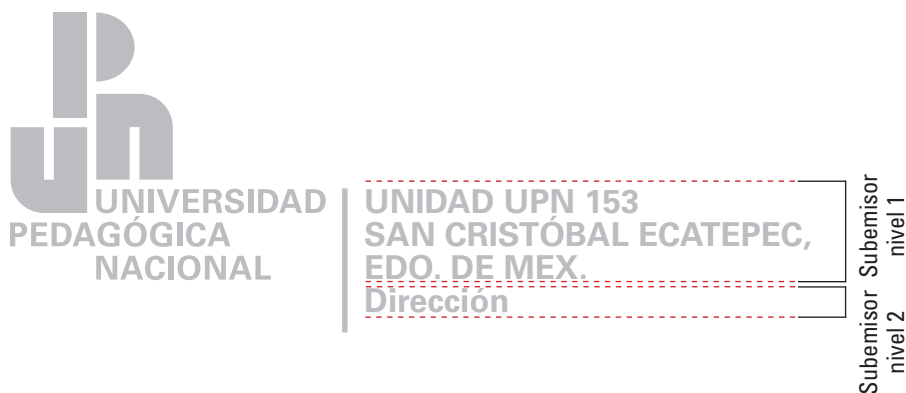 upn
UNIVERSIDAD
PEDAGÓGICA
NACIONAL
UNIDAD UPN 153
SAN CRISTÓBAL ECATEPEC,
EDO. DE MEX.
Dirección
Subemisor
nivel 1
Subemisor
nivel 2